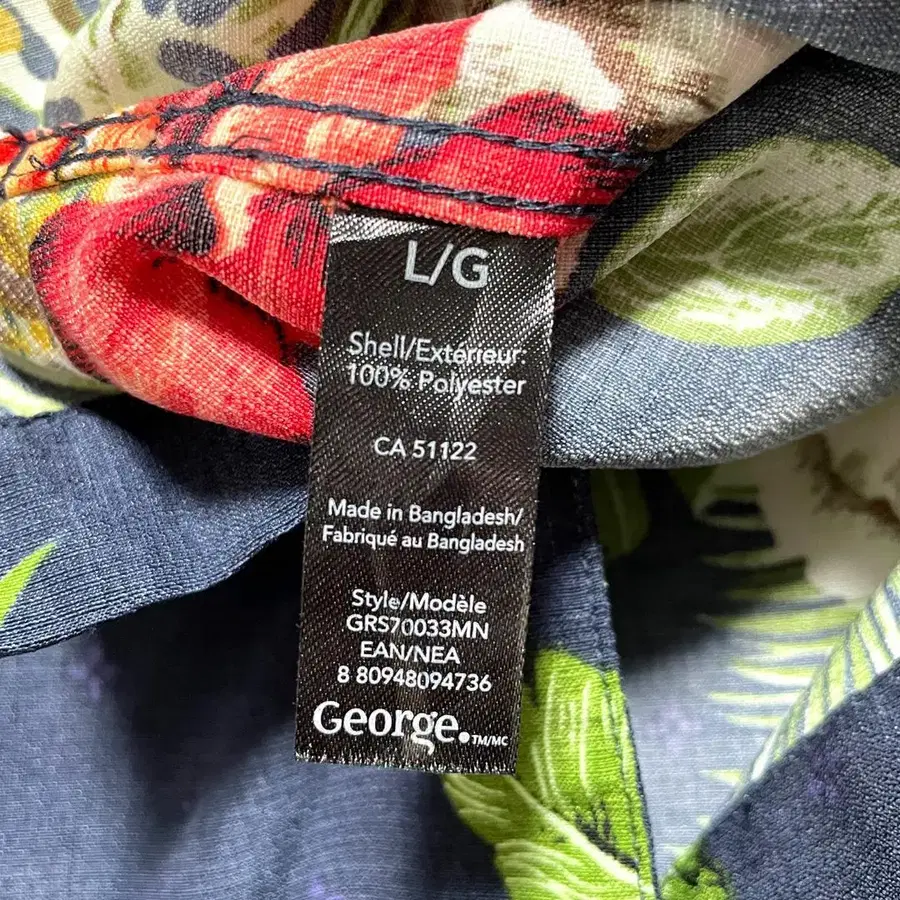 L/G
Shell/Extérieur:
100% Polyester
CA 51122
Made in Bangladesh/
Fabriqué au Bangladesh
Style/Modèle
GRS70033MN
EAN/NEA
8 80948094736
George.TM/MC